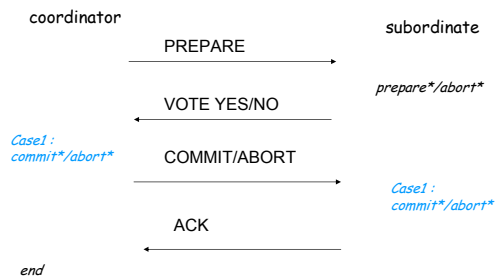 coordinator
subordinate
PREPARE
prepare*/abort*
VOTE YES/NO
Case1 :
commit*/abort*
COMMIT/ABORT
Case1 :
commit*/abort*
ACK
end